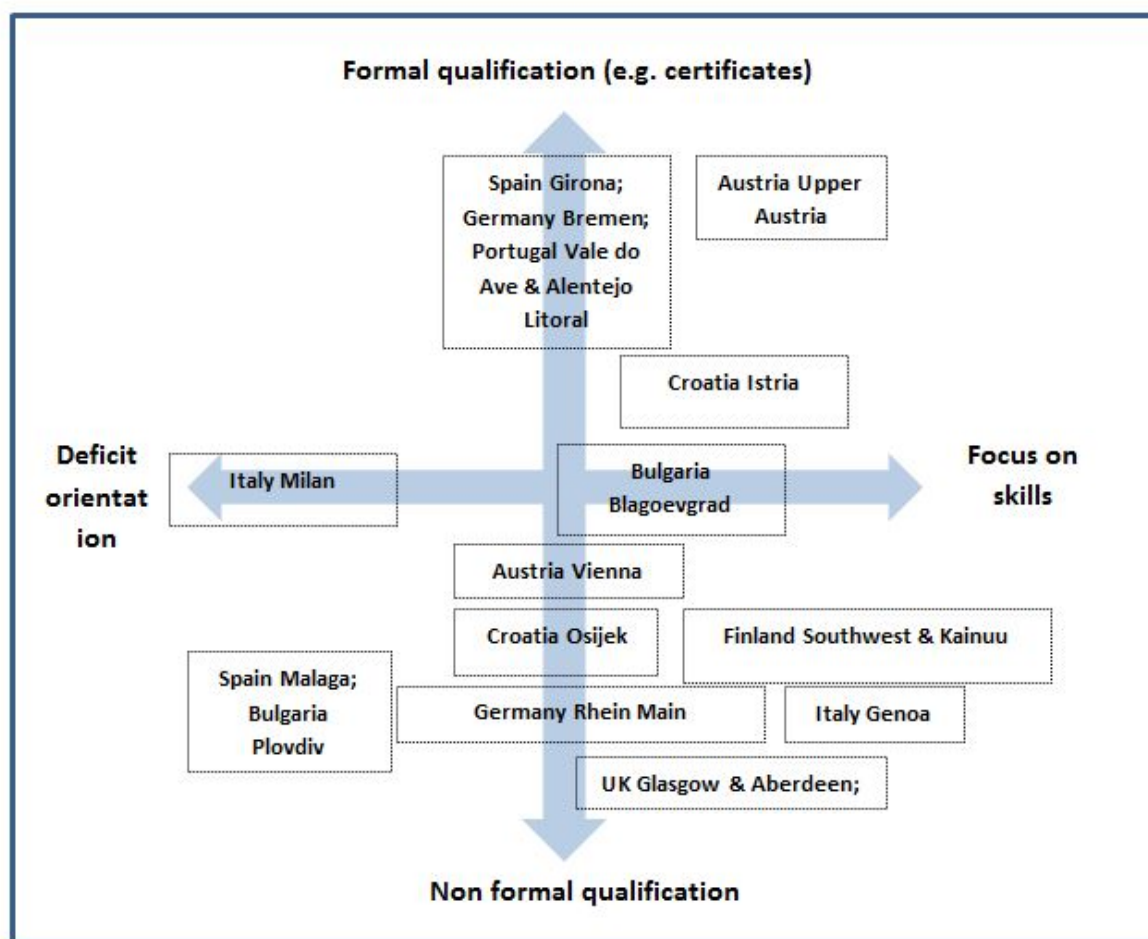 Formal qualification (e.g. certificates)
Spain Girona;
Germany Bremen;
Portugal Vale do
Ave & Alentejo
Litoral
Austria Upper
Austria
Croatia Istria
Deficit
orientat
ion
Italy Milan
Bulgaria
Blagoevgrad
Focus on
skills
Austria Vienna
Croatia Osijek
Finland Southwest & Kainuu
Spain Malaga;
Bulgaria
Plovdiv
Germany Rhein Main
Italy Genoa
UK Glasgow & Aberdeen;
Non formal qualification